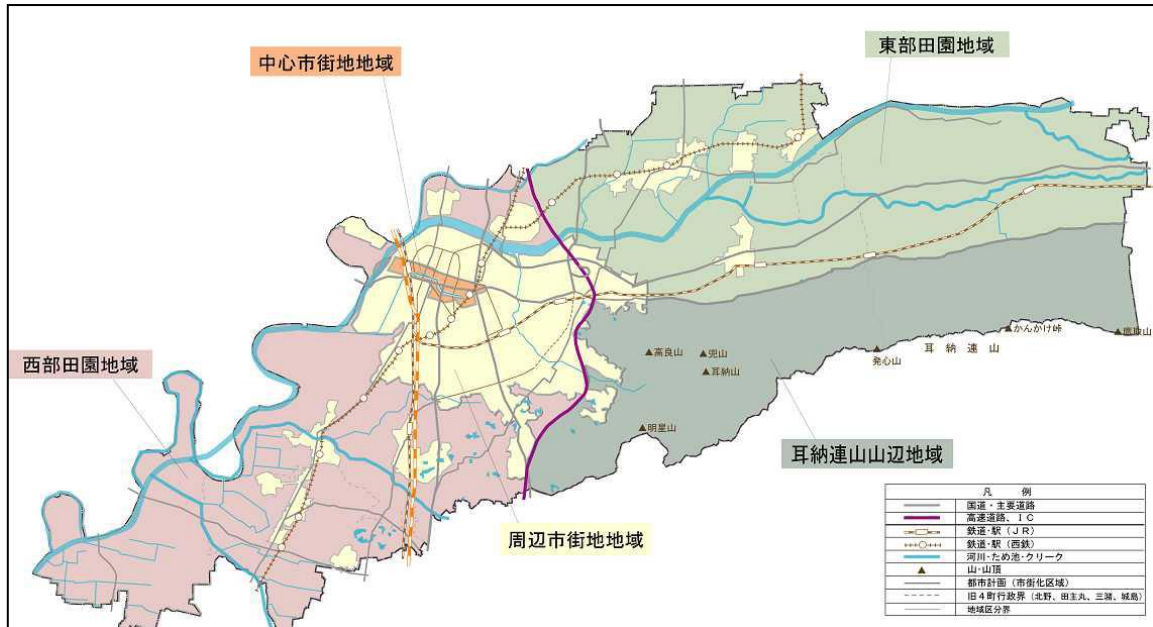 東部田園地域
中心市街地地域
西部田園地域
▲高良山
▲兜山
▲耳納山
▲明星山
発心山
耳納連山
▲かんかけ峠
▲鷹取山
耳納連山山辺地域
周辺市街地地域
凡 例
国道・主要道路
高速道路、IC
鉄道・駅（JR）
鉄道・駅（西鉄）
河川・ため池・クリーク
▲ 山・山頂
都市計画（市街化区域）
旧4町行政界（北野、田主丸、三潴、城島）
地域区分界